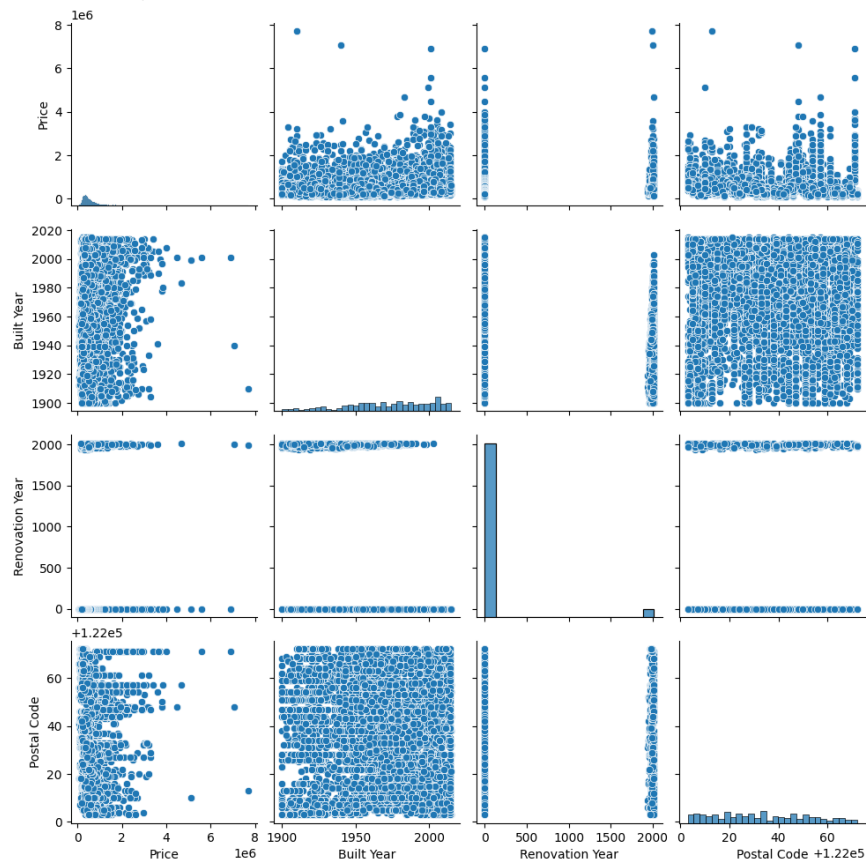 1e6
8
6
4
2
0
Price
2020
2000
1980
1960
1940
1920
1900
Built Year
2000
1500
1000
500
0
Renovation Year
+1.22e5
60
40
20
0
Postal Code
0 2 4 6 8
Price 1e6
1900 1950 2000
Built Year
0 500 1000 1500 2000
Renovation Year
0 20 40 60
Postal Code +1.22e5